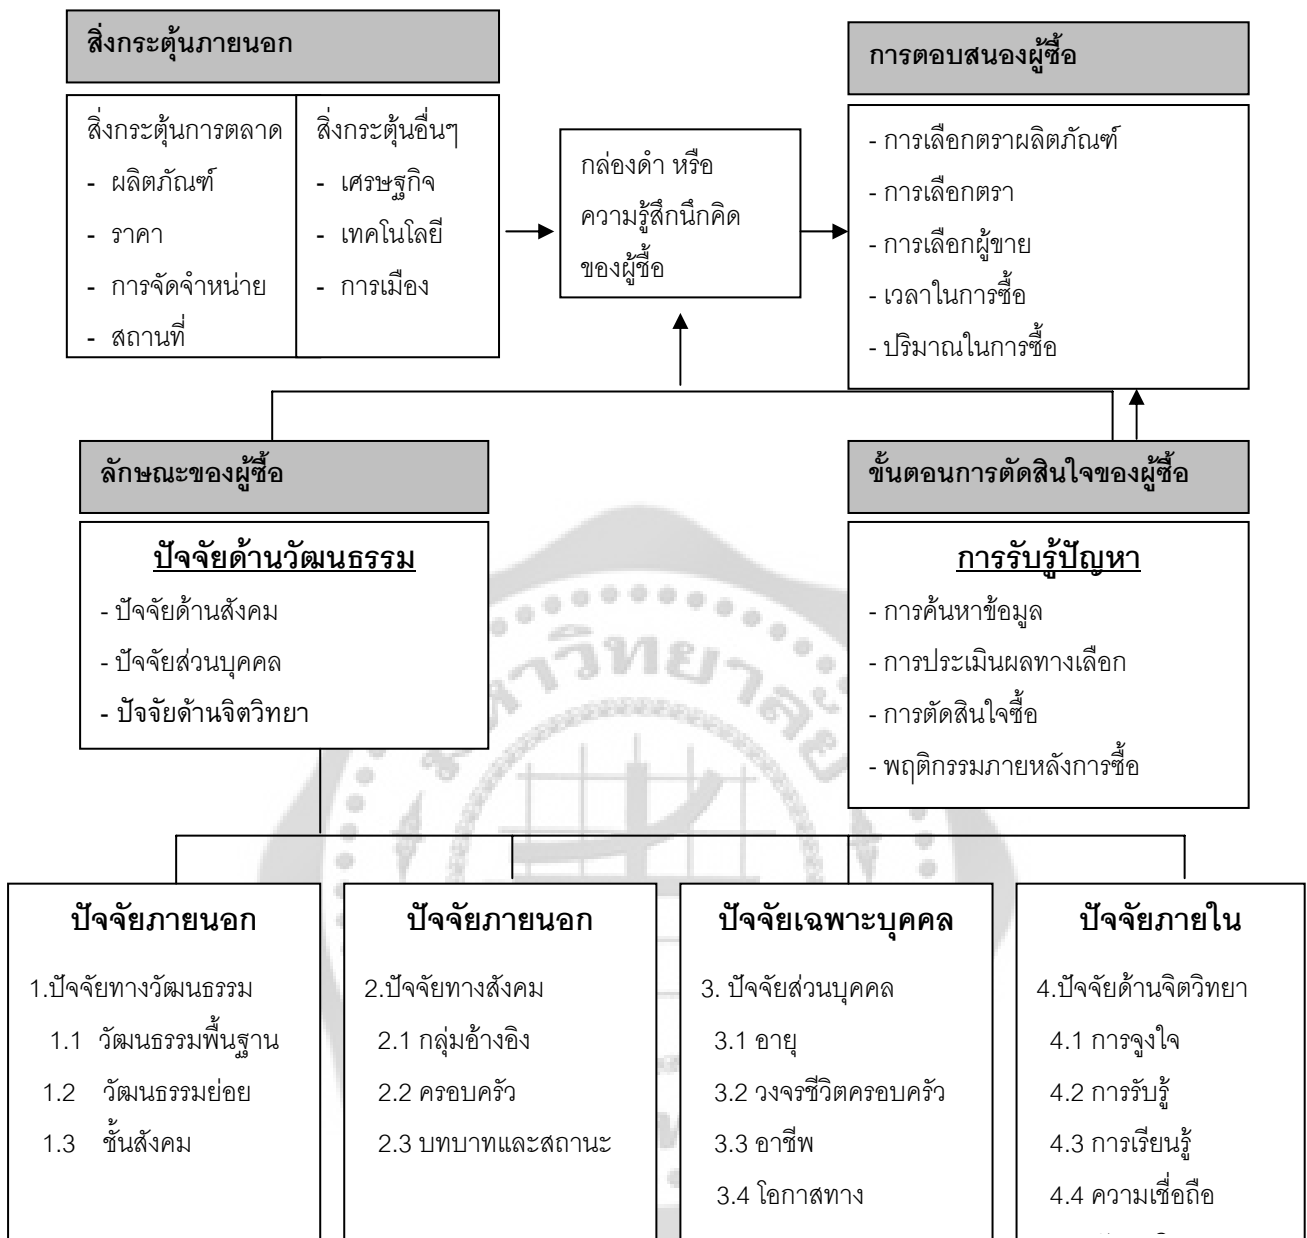 สิ่งกระตุ้นภายนอก
สิ่งกระตุ้นการตลาด
- ผลิตภัณฑ์
- ราคา
- การจัดจำหน่าย
- สถานที่
สิ่งกระตุ้นอื่นๆ
- เศรษฐกิจ
- เทคโนโลยี
- การเมือง
กล่องดำ หรือ
ความรู้สึกนึกคิด
ของผู้ซื้อ
การตอบสนองผู้ซื้อ
- การเลือกตราผลิตภัณฑ์
- การเลือกตรา
- การเลือกผู้ขาย
- เวลาในการซื้อ
- ปริมาณในการซื้อ
ลักษณะของผู้ซื้อ
ปัจจัยด้านวัฒนธรรม
- ปัจจัยด้านสังคม
- ปัจจัยส่วนบุคคล
- ปัจจัยด้านจิตวิทยา
ขั้นตอนการตัดสินใจของผู้ซื้อ
การรับรู้ปัญหา
- การค้นหาข้อมูล
- การประเมินผลทางเลือก
- การตัดสินใจซื้อ
- พฤติกรรมภายหลังการซื้อ
ปัจจัยภายนอก
1.ปัจจัยทางวัฒนธรรม
1.1 วัฒนธรรมพื้นฐาน
1.2 วัฒนธรรมย่อย
1.3 ชั้นสังคม
ปัจจัยภายนอก
2.ปัจจัยทางสังคม
2.1 กลุ่มอ้างอิง
2.2 ครอบครัว
2.3 บทบาทและสถานะ
ปัจจัยเฉพาะบุคคล
3. ปัจจัยส่วนบุคคล
3.1 อายุ
3.2 วงจรชีวิตครอบครัว
3.3 อาชีพ
3.4 โอกาสทาง
ปัจจัยภายใน
4.ปัจจัยด้านจิตวิทยา
4.1 การจูงใจ
4.2 การรับรู้
4.3 การเรียนรู้
4.4 ความเชื่อถือ